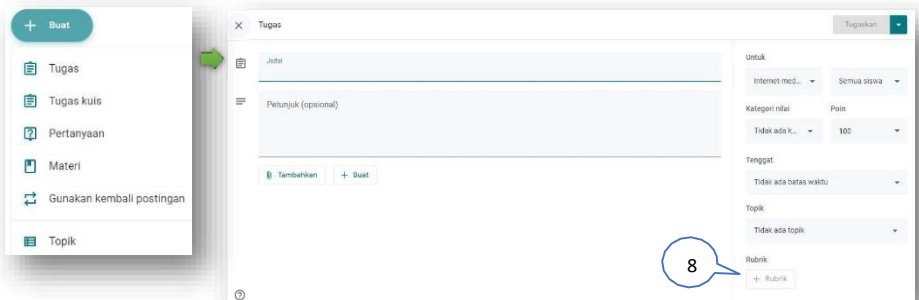 + Buat
Tugas
Tugas kuis
Pertanyaan
Materi
Gunakan kembali postingan
Topik
Tugas
Tugaskan
Judul
Petunjuk (opsional)
Tambahkan
+ Buat
Untuk
Internet-med...
Semua siswa
Kategori nilai
Poin
Tidak ada k...
100
Tenggat
Tidak ada batas waktu
Topik
Tidak ada topik
Rubrik
+ Rubrik
8